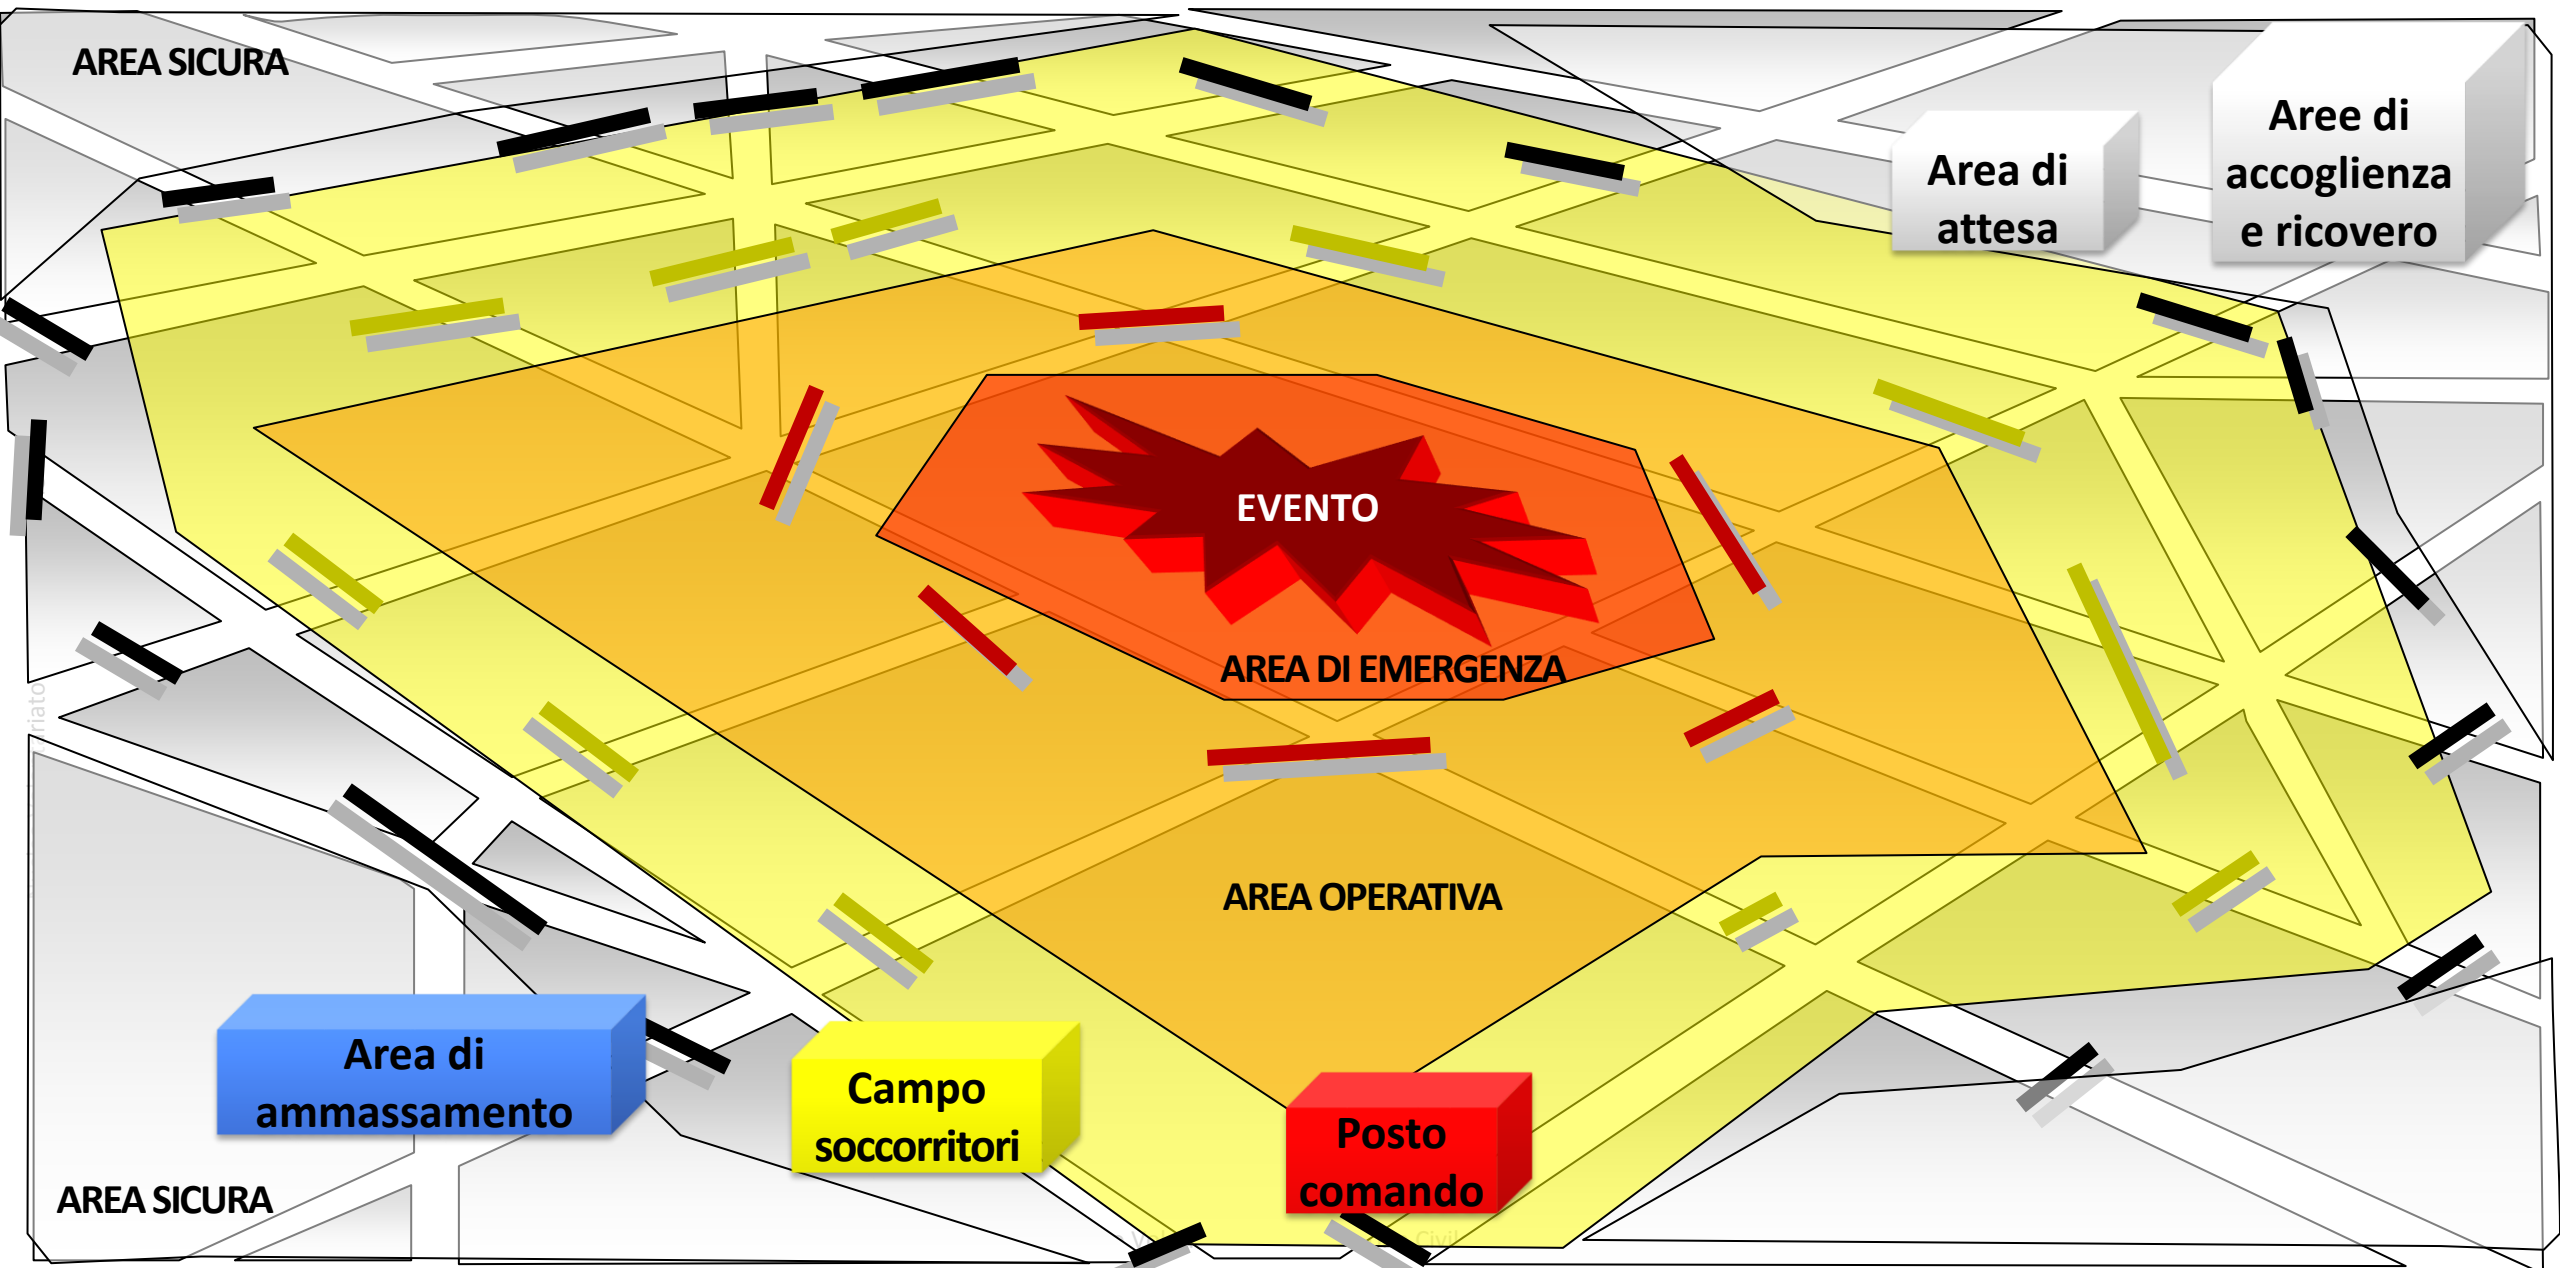 AREA SICURA
Area di
attesa
Aree di
accoglienza
e ricovero
EVENTO
AREA DI EMERGENZA
AREA OPERATIVA
Area di
ammassamento
Campo
soccorritori
Posto
comando
AREA SICURA